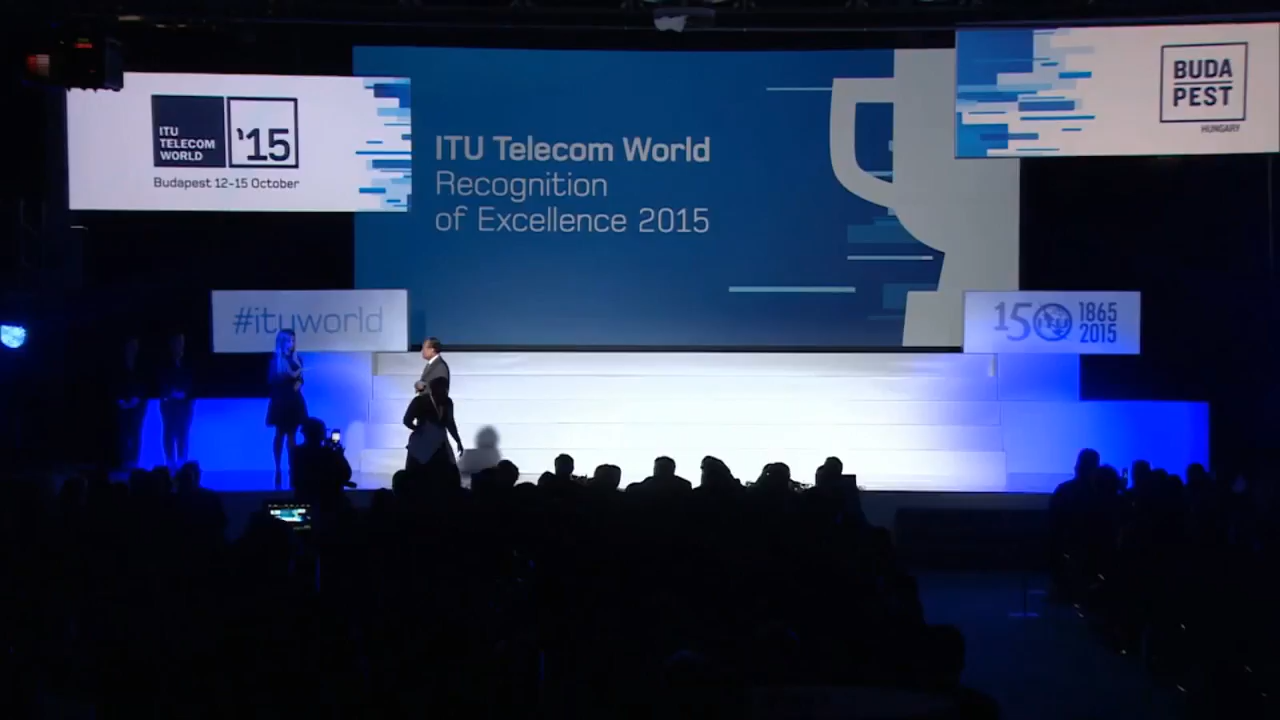 ITU
TELECOM
WORLD
'15
Budapest 12-15 October
ITU Telecom World
Recognition
of Excellence 2015
BUDA
PEST
HUNGARY
#ituworld
150
ITU
1865
2015